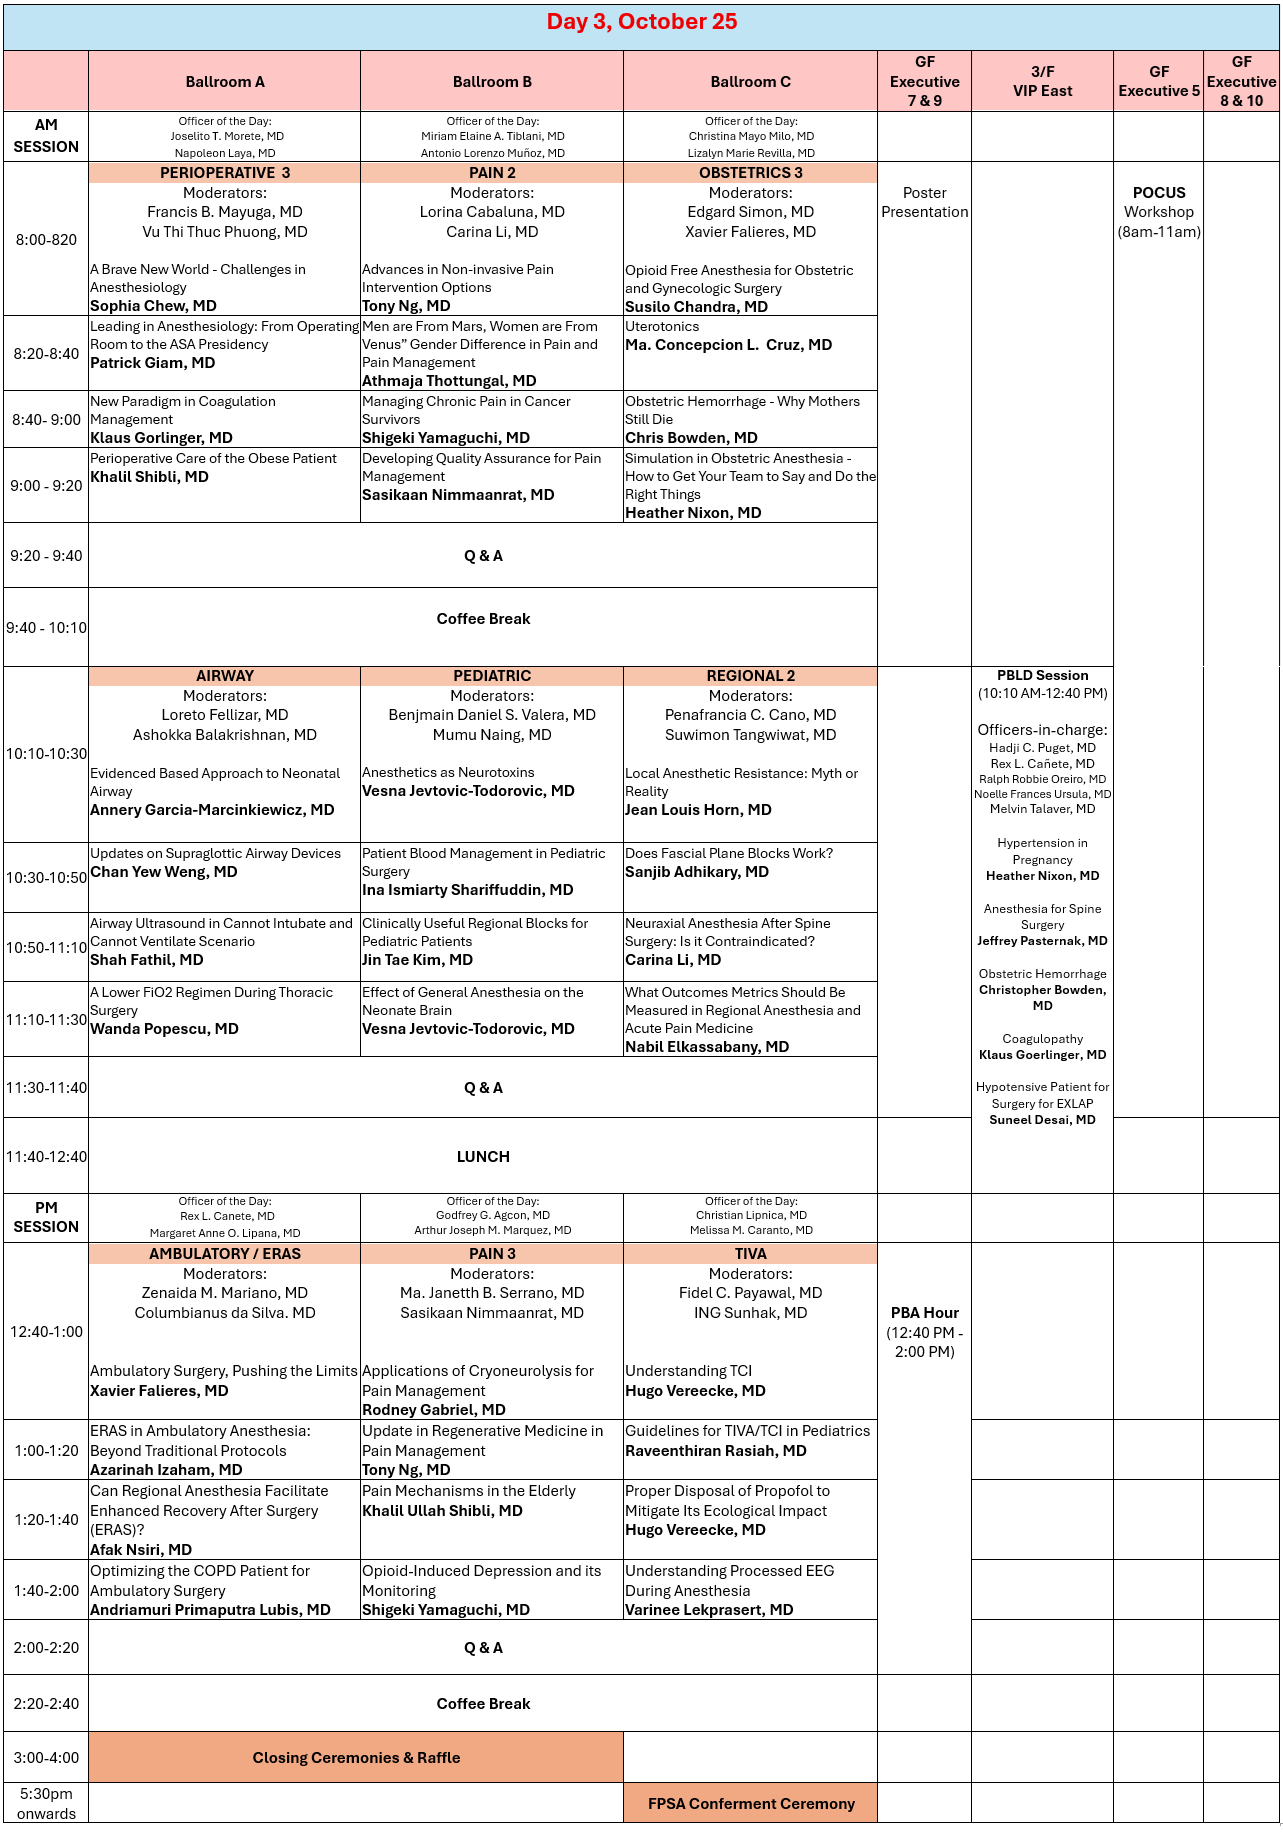 Day 3, October 25
Ballroom A
Ballroom B
Ballroom C
GF
Executive
7 & 9
3/F
VIP East
GF
Executive 5
GF
Executive
8 & 10
AM
SESSION
Officer of the Day:
Joselito T. Morete, MD
Napoleon Laya, MD
Officer of the Day:
Miriam Elaine A. Tiblani, MD
Antonio Lorenzo Muñoz, MD
Officer of the Day:
Christina Mayo Milo, MD
Lizalyn Marie Revilla, MD
8:00-820
PERIOPERATIVE 3
Moderators:
Francis B. Mayuga, MD
Vu Thi Thuc Phuong, MD
A Brave New World - Challenges in
Anesthesiology
Sophia Chew, MD
PAIN 2
Moderators:
Lorina Cabaluna, MD
Carina Li, MD
Advances in Non-invasive Pain
Intervention Options
Tony Ng, MD
OBSTETRICS 3
Moderators:
Edgard Simon, MD
Xavier Falieres, MD
Opioid Free Anesthesia for Obstetric
and Gynecologic Surgery
Susilo Chandra, MD
Poster
Presentation
POCUS
Workshop
(8am-11am)
8:20-8:40
Leading in Anesthesiology: From Operating
Room to the ASA Presidency
Patrick Giam, MD
Men are From Mars, Women are From
Venus” Gender Difference in Pain and
Pain Management
Athmaja Thottungal, MD
Uterotonics
Ma. Concepcion L. Cruz, MD
8:40- 9:00
New Paradigm in Coagulation
Management
Klaus Gorlinger, MD
Managing Chronic Pain in Cancer
Survivors
Shigeki Yamaguchi, MD
Obstetric Hemorrhage - Why Mothers
Still Die
Chris Bowden, MD
9:00 - 9:20
Perioperative Care of the Obese Patient
Khalil Shibli, MD
Developing Quality Assurance for Pain
Management
Sasikaan Nimmaanrat, MD
Simulation in Obstetric Anesthesia -
How to Get Your Team to Say and Do the
Right Things
Heather Nixon, MD
9:20 - 9:40
Q & A
9:40 - 10:10
Coffee Break
10:10-10:30
AIRWAY
Moderators:
Loreto Fellizar, MD
Ashokka Balakrishnan, MD
Evidenced Based Approach to Neonatal
Airway
Annery Garcia-Marcinkiewicz, MD
PEDIATRIC
Moderators:
Benjmain Daniel S. Valera, MD
Mumu Naing, MD
Anesthetics as Neurotoxins
Vesna Jevtovic-Todorovic, MD
REGIONAL 2
Moderators:
Penafrancia C. Cano, MD
Suwimon Tangwiwat, MD
Local Anesthetic Resistance: Myth or
Reality
Jean Louis Horn, MD
PBLD Session
(10:10 AM-12:40 PM)
Officers-in-charge:
Hadji C. Puget, MD
Rex L. Cañete, MD
Ralph Robbie Oreiro, MD
Noelle Frances Ursula, MD
Melvin Talaver, MD
Hypertension in
Pregnancy
Heather Nixon, MD
Anesthesia for Spine
Surgery
Jeffrey Pasternak, MD
Obstetric Hemorrhage
Christopher Bowden,
MD
Coagulopathy
Klaus Goerlinger, MD
Hypotensive Patient for
Surgery for EXLAP
Suneel Desai, MD
10:30-10:50
Updates on Supraglottic Airway Devices
Chan Yew Weng, MD
Patient Blood Management in Pediatric
Surgery
Ina Ismiarty Shariffuddin, MD
Does Fascial Plane Blocks Work?
Sanjib Adhikary, MD
10:50-11:10
Airway Ultrasound in Cannot Intubate and
Cannot Ventilate Scenario
Shah Fathil, MD
Clinically Useful Regional Blocks for
Pediatric Patients
Jin Tae Kim, MD
Neuraxial Anesthesia After Spine
Surgery: Is it Contraindicated?
Carina Li, MD
11:10-11:30
A Lower FiO2 Regimen During Thoracic
Surgery
Wanda Popescu, MD
Effect of General Anesthesia on the
Neonate Brain
Vesna Jevtovic-Todorovic, MD
What Outcomes Metrics Should Be
Measured in Regional Anesthesia and
Acute Pain Medicine
Nabil Elkassabany, MD
11:30-11:40
Q & A
11:40-12:40
LUNCH
PM
SESSION
Officer of the Day:
Rex L. Canete, MD
Margaret Anne O. Lipana, MD
Officer of the Day:
Godfrey G. Agcon, MD
Arthur Joseph M. Marquez, MD
Officer of the Day:
Christian Lipnica, MD
Melissa M. Caranto, MD
12:40-1:00
AMBULATORY / ERAS
Moderators:
Zenaida M. Mariano, MD
Columbianus da Silva. MD
Ambulatory Surgery, Pushing the Limits
Xavier Falieres, MD
PAIN 3
Moderators:
Ma. Janetth B. Serrano, MD
Sasikaan Nimmaanrat, MD
Applications of Cryoneurolysis for
Pain Management
Rodney Gabriel, MD
TIVA
Moderators:
Fidel C. Payawal, MD
ING Sunhak, MD
Understanding TCI
Hugo Vereecke, MD
PBA Hour
(12:40 PM -
2:00 PM)
1:00-1:20
ERAS in Ambulatory Anesthesia:
Beyond Traditional Protocols
Azarinah Izaham, MD
Update in Regenerative Medicine in
Pain Management
Tony Ng, MD
Guidelines for TIVA/TCI in Pediatrics
Raveenthiran Rasiah, MD
1:20-1:40
Can Regional Anesthesia Facilitate
Enhanced Recovery After Surgery
(ERAS)?
Afak Nsiri, MD
Pain Mechanisms in the Elderly
Khalil Ullah Shibli, MD
Proper Disposal of Propofol to
Mitigate Its Ecological Impact
Hugo Vereecke, MD
1:40-2:00
Optimizing the COPD Patient for
Ambulatory Surgery
Andriamuri Primaputra Lubis, MD
Opioid-Induced Depression and its
Monitoring
Shigeki Yamaguchi, MD
Understanding Processed EEG
During Anesthesia
Varinee Lekprasert, MD
2:00-2:20
Q & A
2:20-2:40
Coffee Break
3:00-4:00
Closing Ceremonies & Raffle
5:30pm
onwards
FPSA Conferment Ceremony